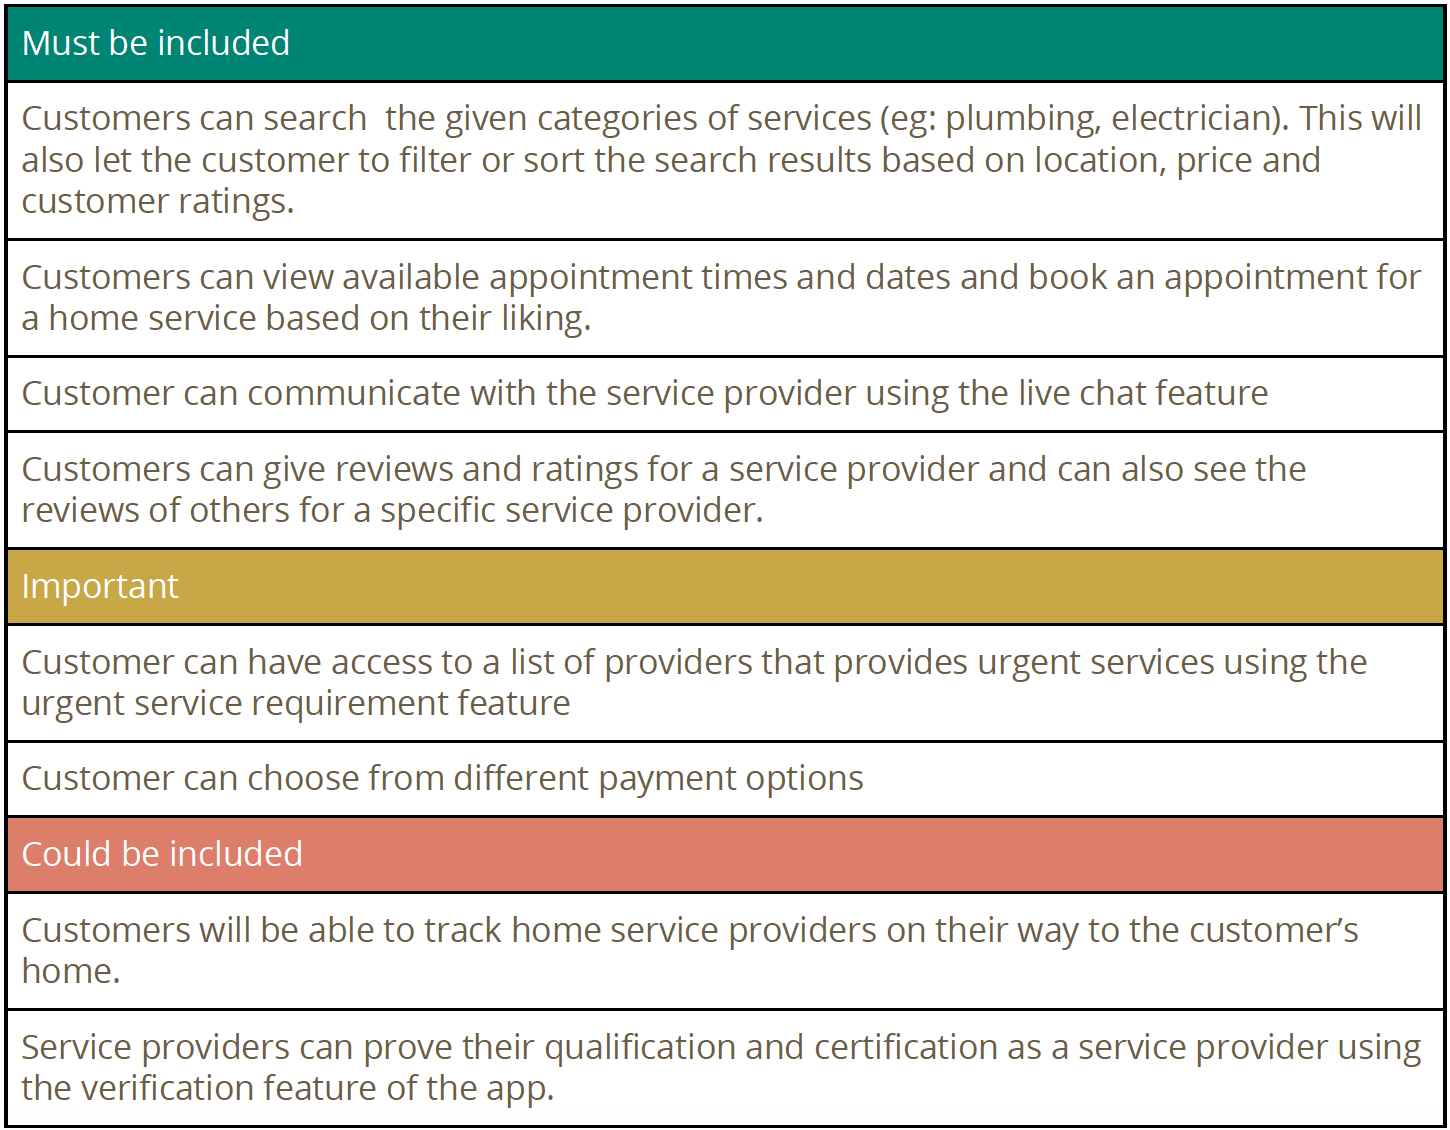 Must be included
Customers can search  the given categories of services (eg: plumbing, electrician). This will
also let the customer to filter or sort the search results based on location, price and
customer ratings.
Customers can view available appointment times and dates and book an appointment for
a home service based on their liking.
Customer can communicate with the service provider using the live chat feature
Customers can give reviews and ratings for a service provider and can also see the
reviews of others for a specific service provider.
Important
Customer can have access to a list of providers that provides urgent services using the
urgent service requirement feature
Customer can choose from different payment options
Could be included
Customers will be able to track home service providers on their way to the customer’s
home.
Service providers can prove their qualification and certification as a service provider using
the verification feature of the app.